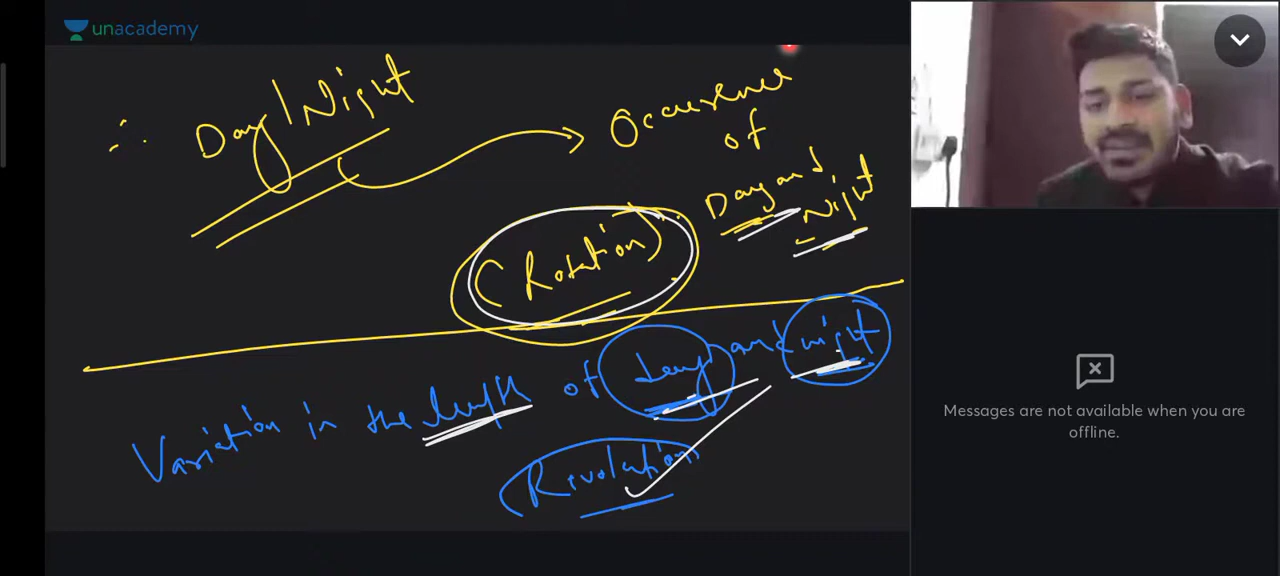 unacademy
∴ Day/Night
Occurence
of
Day and
Night
(Rotation)
Variation in the length of day and night
Revolution
Messages are not available when you are
offline.